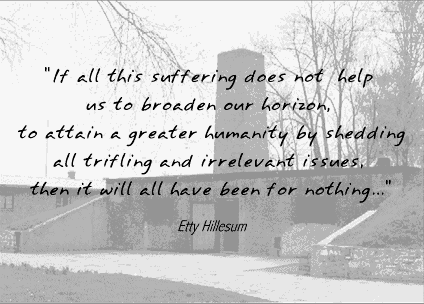 "If all this suffering does not help
us to broaden our horizon,
to attain a greater humanity by shedding
all trifling and irrelevant issues,
then it will all have been for nothing..."
Etty Hillesum